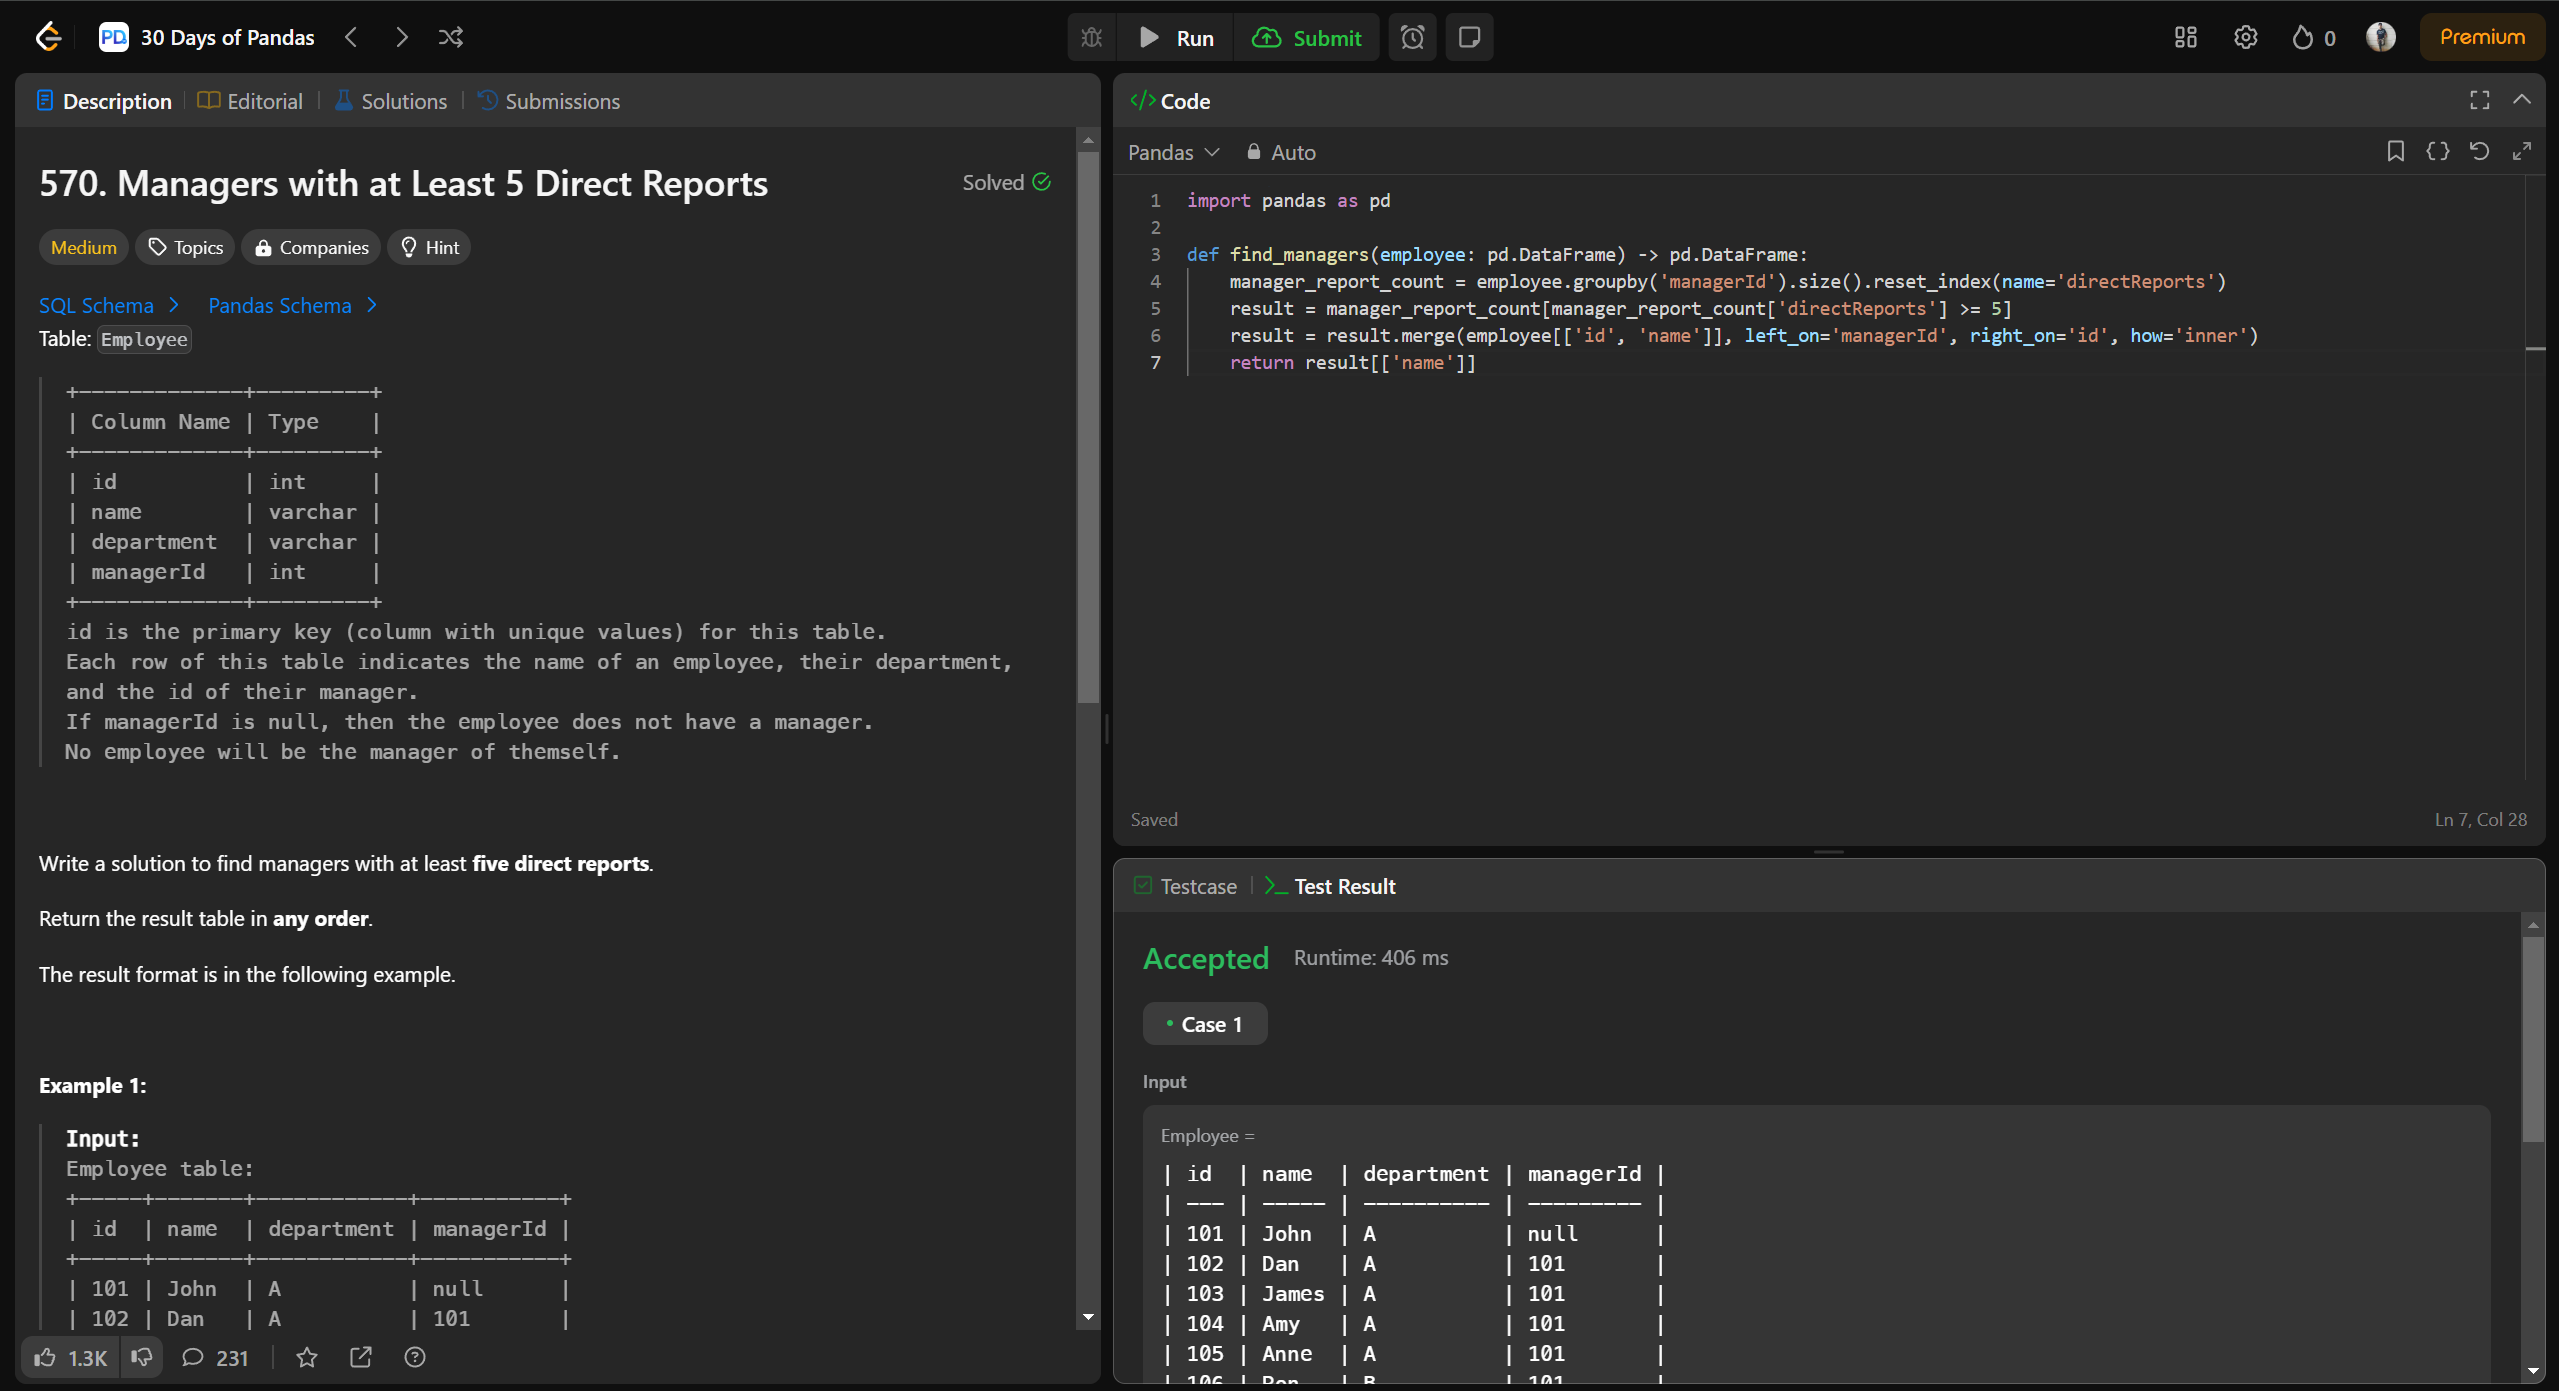 PD 30 Days of Pandas
Run
Submit
0
Premium
Description
Editorial
Solutions
Submissions
570. Managers with at Least 5 Direct Reports
Solved
Medium
Topics
Companies
Hint
SQL Schema
Pandas Schema
Table: Employee
+-------------+---------+
| Column Name | Type    |
+-------------+---------+
| id          | int     |
| name        | varchar |
| department  | varchar |
| managerId   | int     |
+-------------+---------+
id is the primary key (column with unique values) for this table.
Each row of this table indicates the name of an employee, their department,
and the id of their manager.
If managerId is null, then the employee does not have a manager.
No employee will be the manager of themself.
Write a solution to find managers with at least five direct reports.
Return the result table in any order.
The result format is in the following example.
Example 1:
Input:
Employee table:
+-----+-------+------------+-----------+
| id  | name  | department | managerId |
+-----+-------+------------+-----------+
| 101 | John  | A          | null      |
| 102 | Dan   | A          | 101       |
1.3K
231
Code
Pandas
Auto
1 import pandas as pd
2
3 def find_managers(employee: pd.DataFrame) -> pd.DataFrame:
4     manager_report_count = employee.groupby('managerId').size().reset_index(name='directReports')
5     result = manager_report_count[manager_report_count['directReports'] >= 5]
6     result = result.merge(employee[['id', 'name']], left_on='managerId', right_on='id', how='inner')
7     return result[['name']]
Saved
Ln 7, Col 28
Testcase
Test Result
Accepted
Runtime: 406 ms
Case 1
Input
Employee =
| id  | name  | department | managerId |
| --- | ----- | ---------- | --------- |
| 101 | John  | A          | null      |
| 102 | Dan   | A          | 101       |
| 103 | James | A          | 101       |
| 104 | Amy   | A          | 101       |
| 105 | Anne  | A          | 101       |
| 106 | Ron   | B          | 101       |